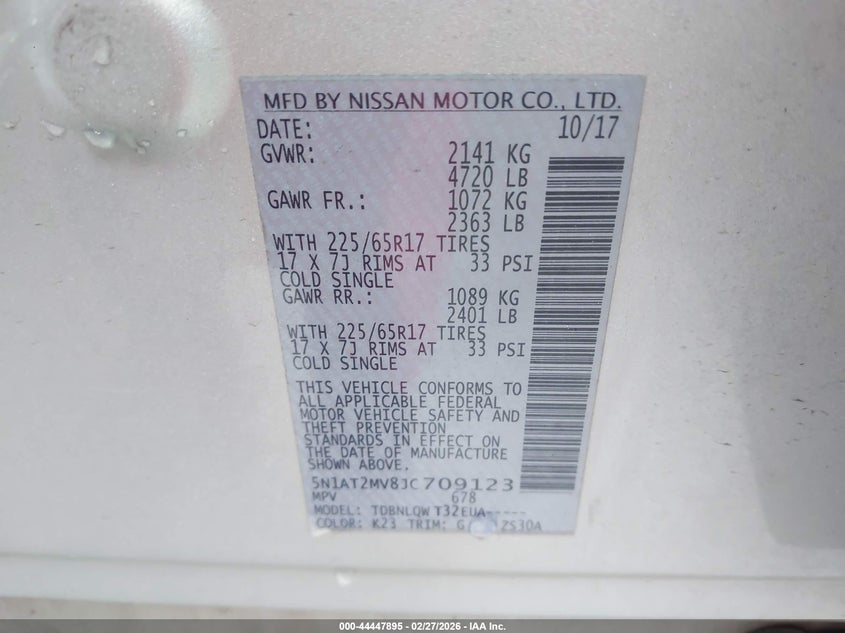 MFD BY NISSAN MOTOR CO., LTD.
DATE: 10/17
GVWR: 2141 KG
4720 LB
GAWR FR.: 1072 KG
2363 LB
WITH 225/65R17 TIRES
17 X 7J RIMS AT 33 PSI
COLD SINGLE
GAWR RR.: 1089 KG
2401 LB
WITH 225/65R17 TIRES
17 X 7J RIMS AT 33 PSI
COLD SINGLE
THIS VEHICLE CONFORMS TO
ALL APPLICABLE FEDERAL
MOTOR VEHICLE SAFETY AND
THEFT PREVENTION
STANDARDS IN EFFECT ON
THE DATE OF MANUFACTURE
SHOWN ABOVE.
5N1AT2MV8JC709123
MPV 678
MODEL: TDBNLQW T32EUA-----
COLOR: K23 TRIM: G ZS30A
000-44447895 - 02/27/2026 - IAA Inc.